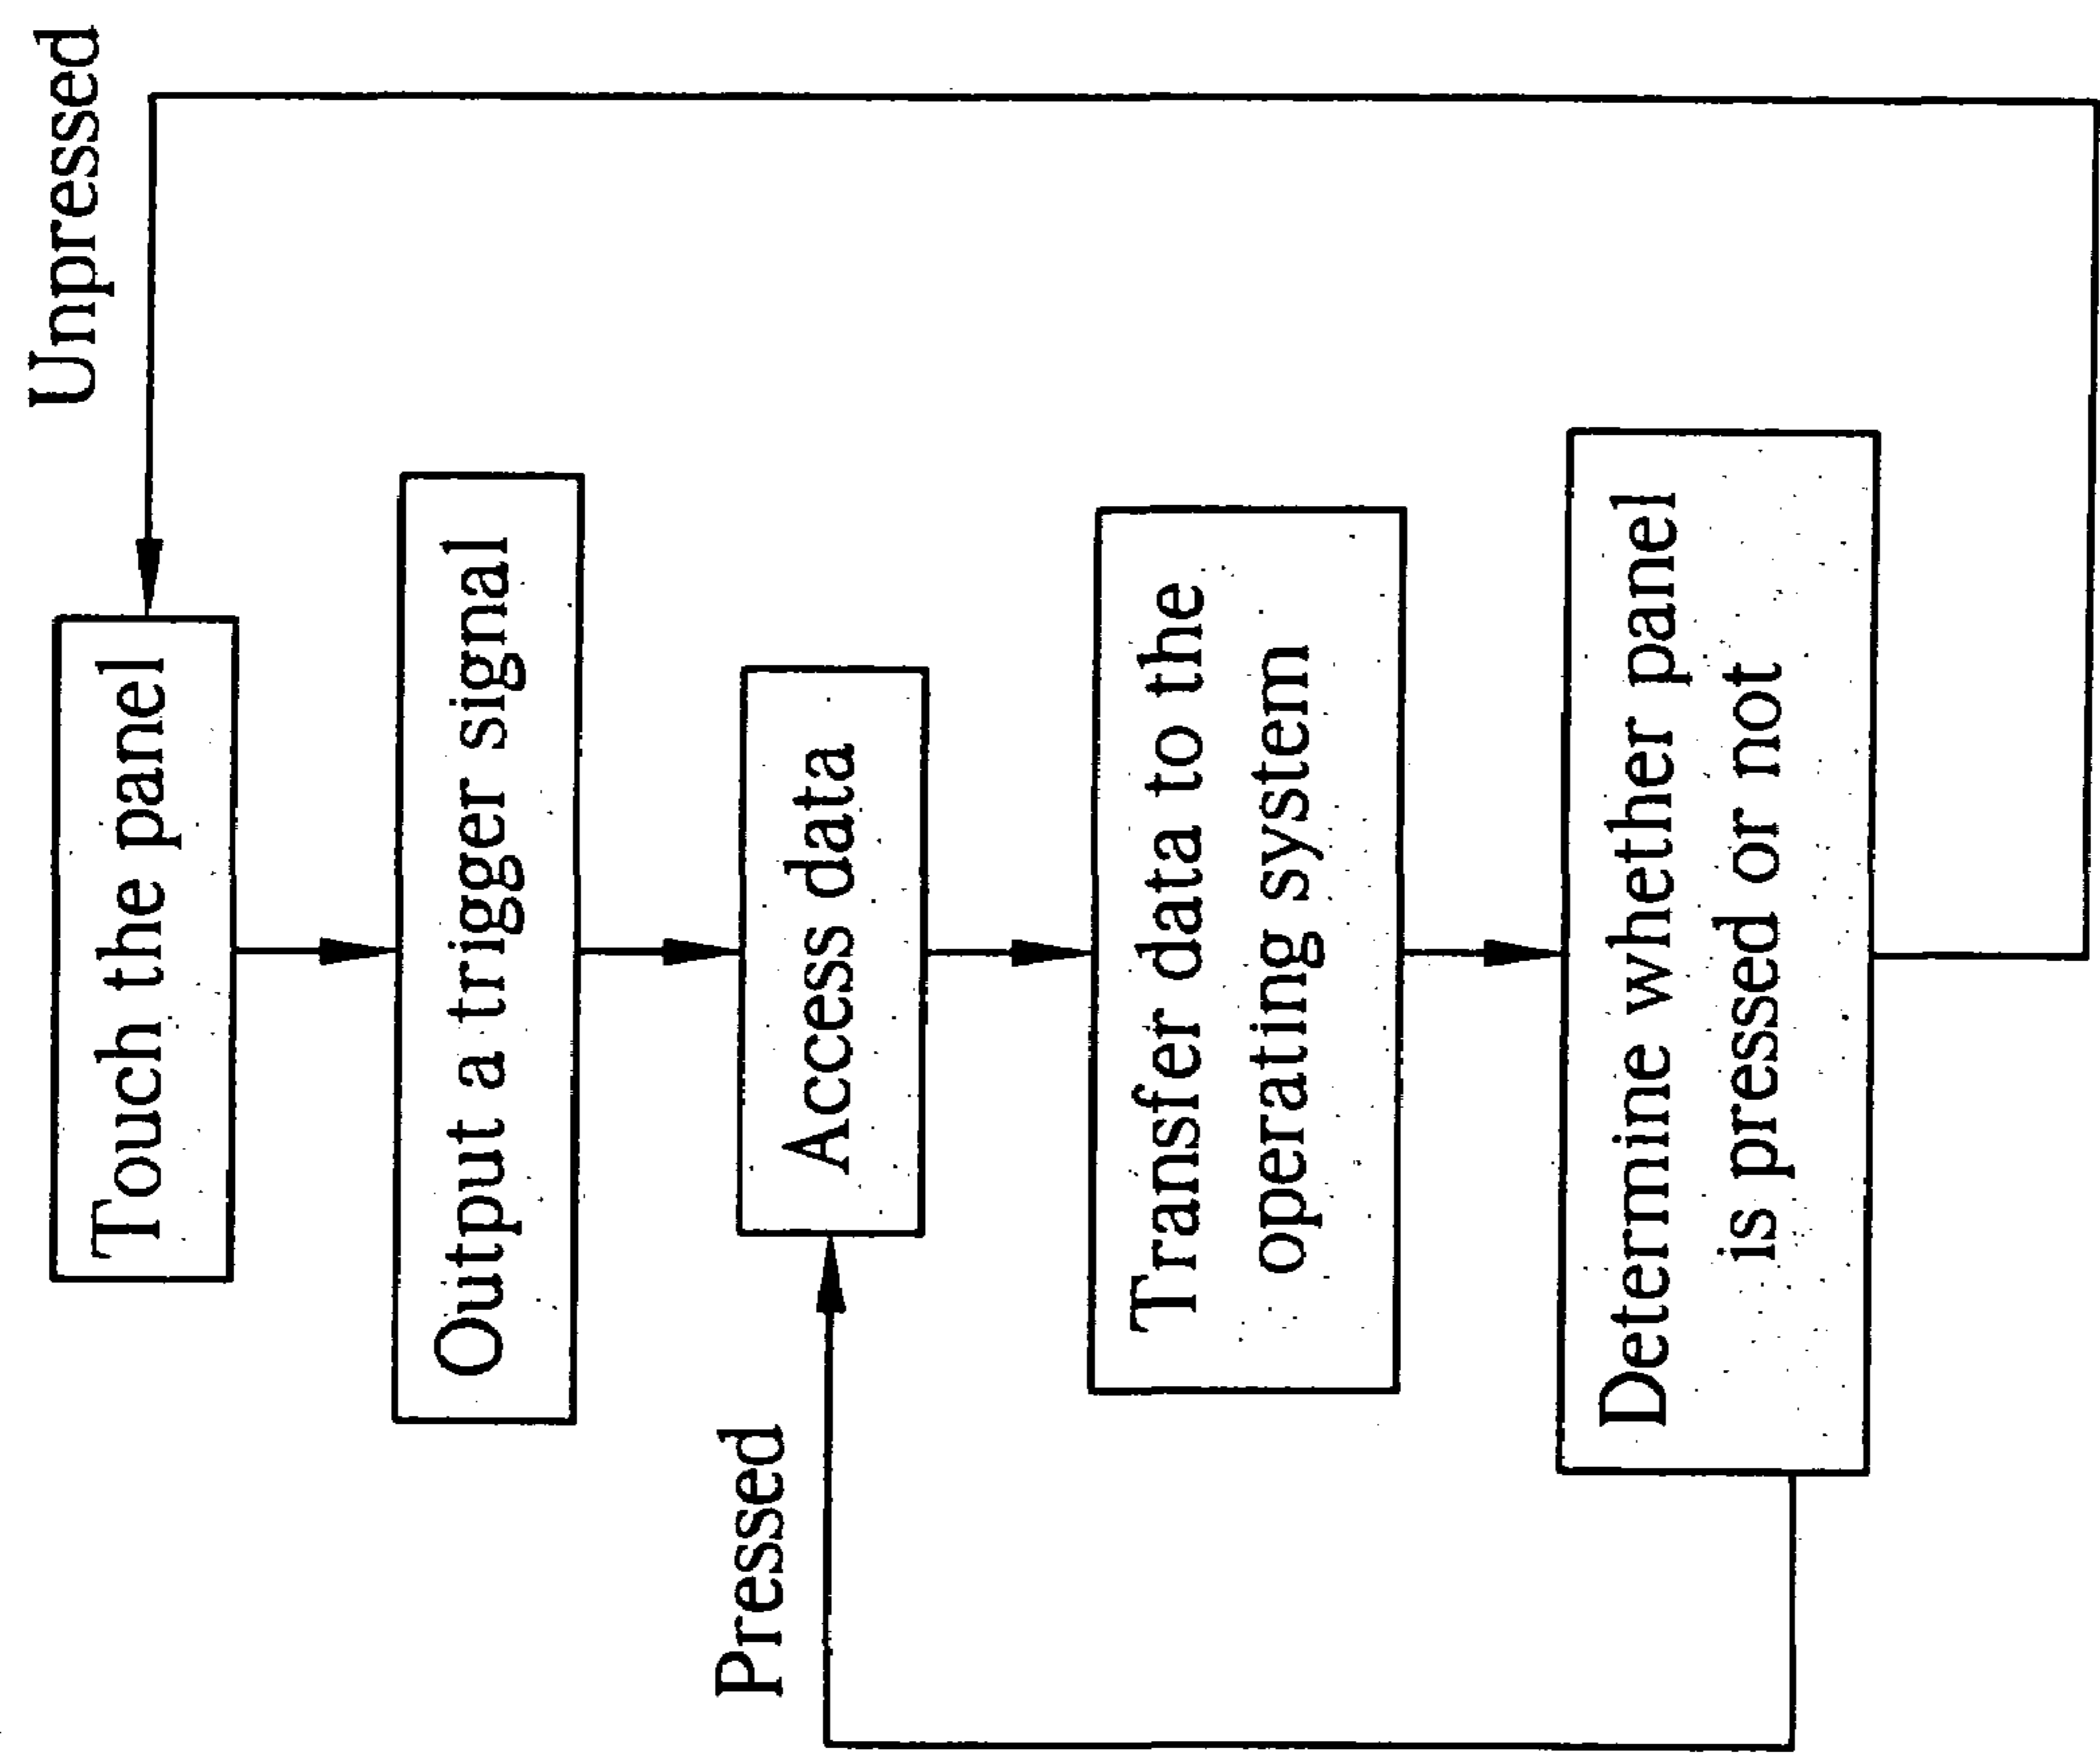 Unpressed
Touch the panel
Output a trigger signal
Pressed
Access data
Transfer data to the
operating system
Determine whether panel
is pressed or not